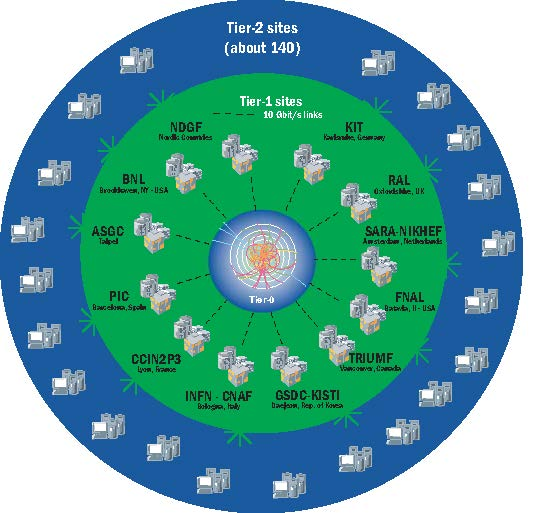 Tier-2 sites
(about 140)
Tier-1 sites
10 Gbit/s links
NDGF
Nordic Countries
KIT
Karlsruhe, Germany
BNL
Brookhaven, NY - USA
RAL
Oxfordshire, UK
ASGC
Taipei
SARA-NIKHEF
Amsterdam, Netherlands
PIC
Barcelona, Spain
FNAL
Batavia, Il - USA
Tier-0
CCIN2P3
Lyon, France
TRIUMF
Vancouver, Canada
INFN - CNAF
Bologna, Italy
GSDC-KISTI
Daejeon, Rep. of Korea